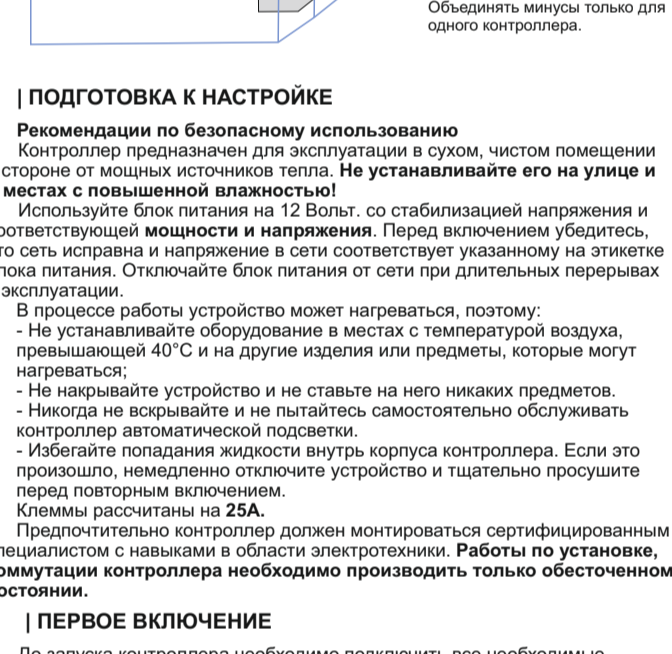 Объединять минусы только для
одного контроллера.
| ПОДГОТОВКА К НАСТРОЙКЕ
Рекомендации по безопасному использованию
Контроллер предназначен для эксплуатации в сухом, чистом помещении
стороне от мощных источников тепла. Не устанавливайте его на улице и
местах с повышенной влажностью!
Используйте блок питания на 12 Вольт. со стабилизацией напряжения и
оответствующей мощности и напряжения. Перед включением убедитесь,
то сеть исправна и напряжение в сети соответствует указанному на этикетке
лока питания. Отключайте блок питания от сети при длительных перерывах
эксплуатации.
В процессе работы устройство может нагреваться, поэтому:
- Не устанавливайте оборудование в местах с температурой воздуха,
превышающей 40°С и на другие изделия или предметы, которые могут
нагреваться;
- Не накрывайте устройство и не ставьте на него никаких предметов.
- Никогда не вскрывайте и не пытайтесь самостоятельно обслуживать
контроллер автоматической подсветки.
- Избегайте попадания жидкости внутрь корпуса контроллера. Если это
произошло, немедленно отключите устройство и тщательно просушите
перед повторным включением.
Клеммы рассчитаны на 25А.
Предпочтительно контроллер должен монтироваться сертифицированным
пециалистом с навыками в области электротехники. Работы по установке,
оммутации контроллера необходимо производить только обесточенном
остоянии.
| ПЕРВОЕ ВКЛЮЧЕНИЕ
До запуска контроллера необходимо подключить все необходимые